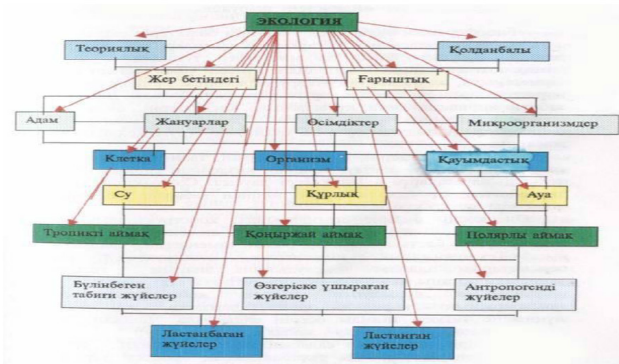 ЭКОЛОГИЯ
Теориялық
Қолданбалы
Жер бетіндегі
Ғарыштық
Адам
Жануарлар
Өсімдіктер
Микроорганизмдер
Клетка
Организм
Қауымдастық
Су
Құрлық
Ауа
Тропикті аймақ
Қоңыржай аймақ
Полярлы аймақ
Бүлінбеген
табиғи жүйелер
Өзгеріске ұшыраған
жүйелер
Антропогенді
жүйелер
Ластанбаған
жүйелер
Ластанған
жүйелер